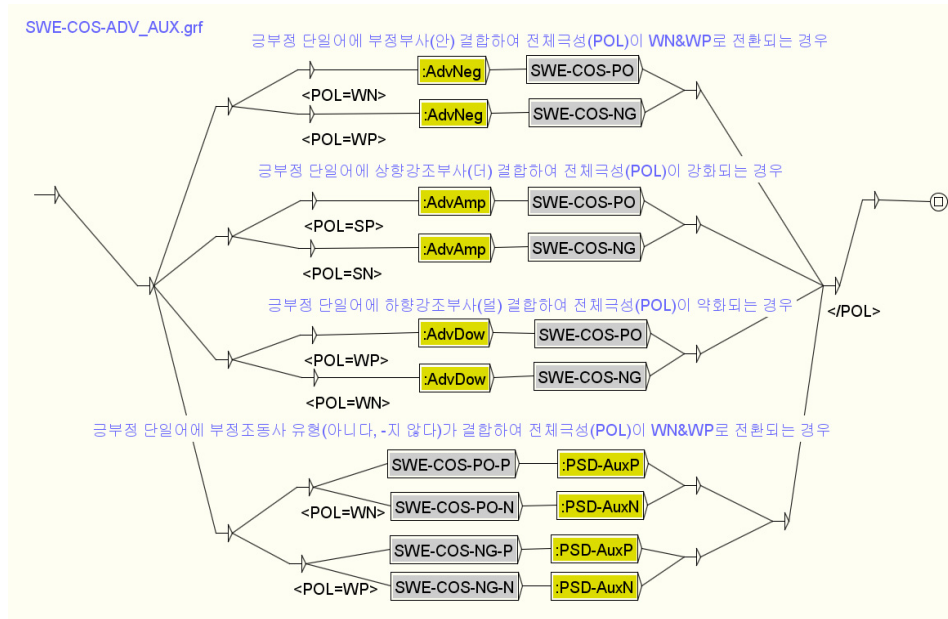 SWE-COS-ADV_AUX.grf
긍부정 단일어에 부정부사(안) 결합하여 전체극성(POL)이 WN&WP로 전환되는 경우
:AdvNeg SWE-COS-PO
<POL=WN>
:AdvNeg SWE-COS-NG
<POL=WP>
긍부정 단일어에 상향강조부사(더) 결합하여 전체극성(POL)이 강화되는 경우
:AdvAmp SWE-COS-PO
<POL=SP>
:AdvAmp SWE-COS-NG
<POL=SN>
긍부정 단일어에 하향강조부사(덜) 결합하여 전체극성(POL)이 약화되는 경우
</POL>
:AdvDow SWE-COS-PO
<POL=WP>
:AdvDow SWE-COS-NG
<POL=WN>
긍부정 단일어에 부정조동사 유형(아니다, -지 않다)가 결합하여 전체극성(POL)이 WN&WP로 전환되는 경우
SWE-COS-PO-P :PSD-AuxP
<POL=WN> SWE-COS-PO-N :PSD-AuxN
SWE-COS-NG-P :PSD-AuxP
<POL=WP> SWE-COS-NG-N :PSD-AuxN